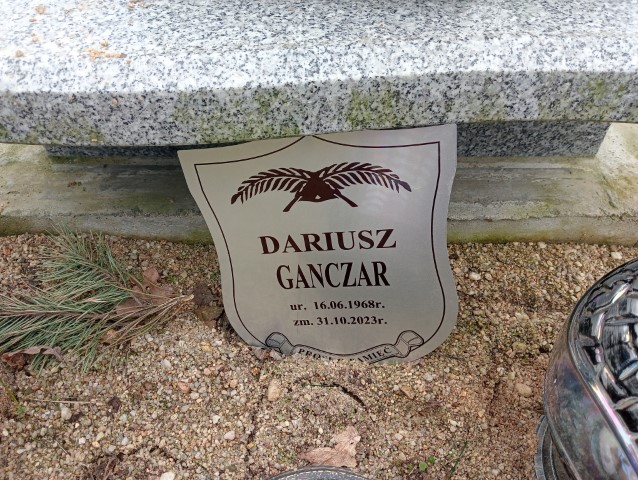 DARIUSZ
GANCZAR
ur. 16.06.1968r.
zm. 31.10.2023r.